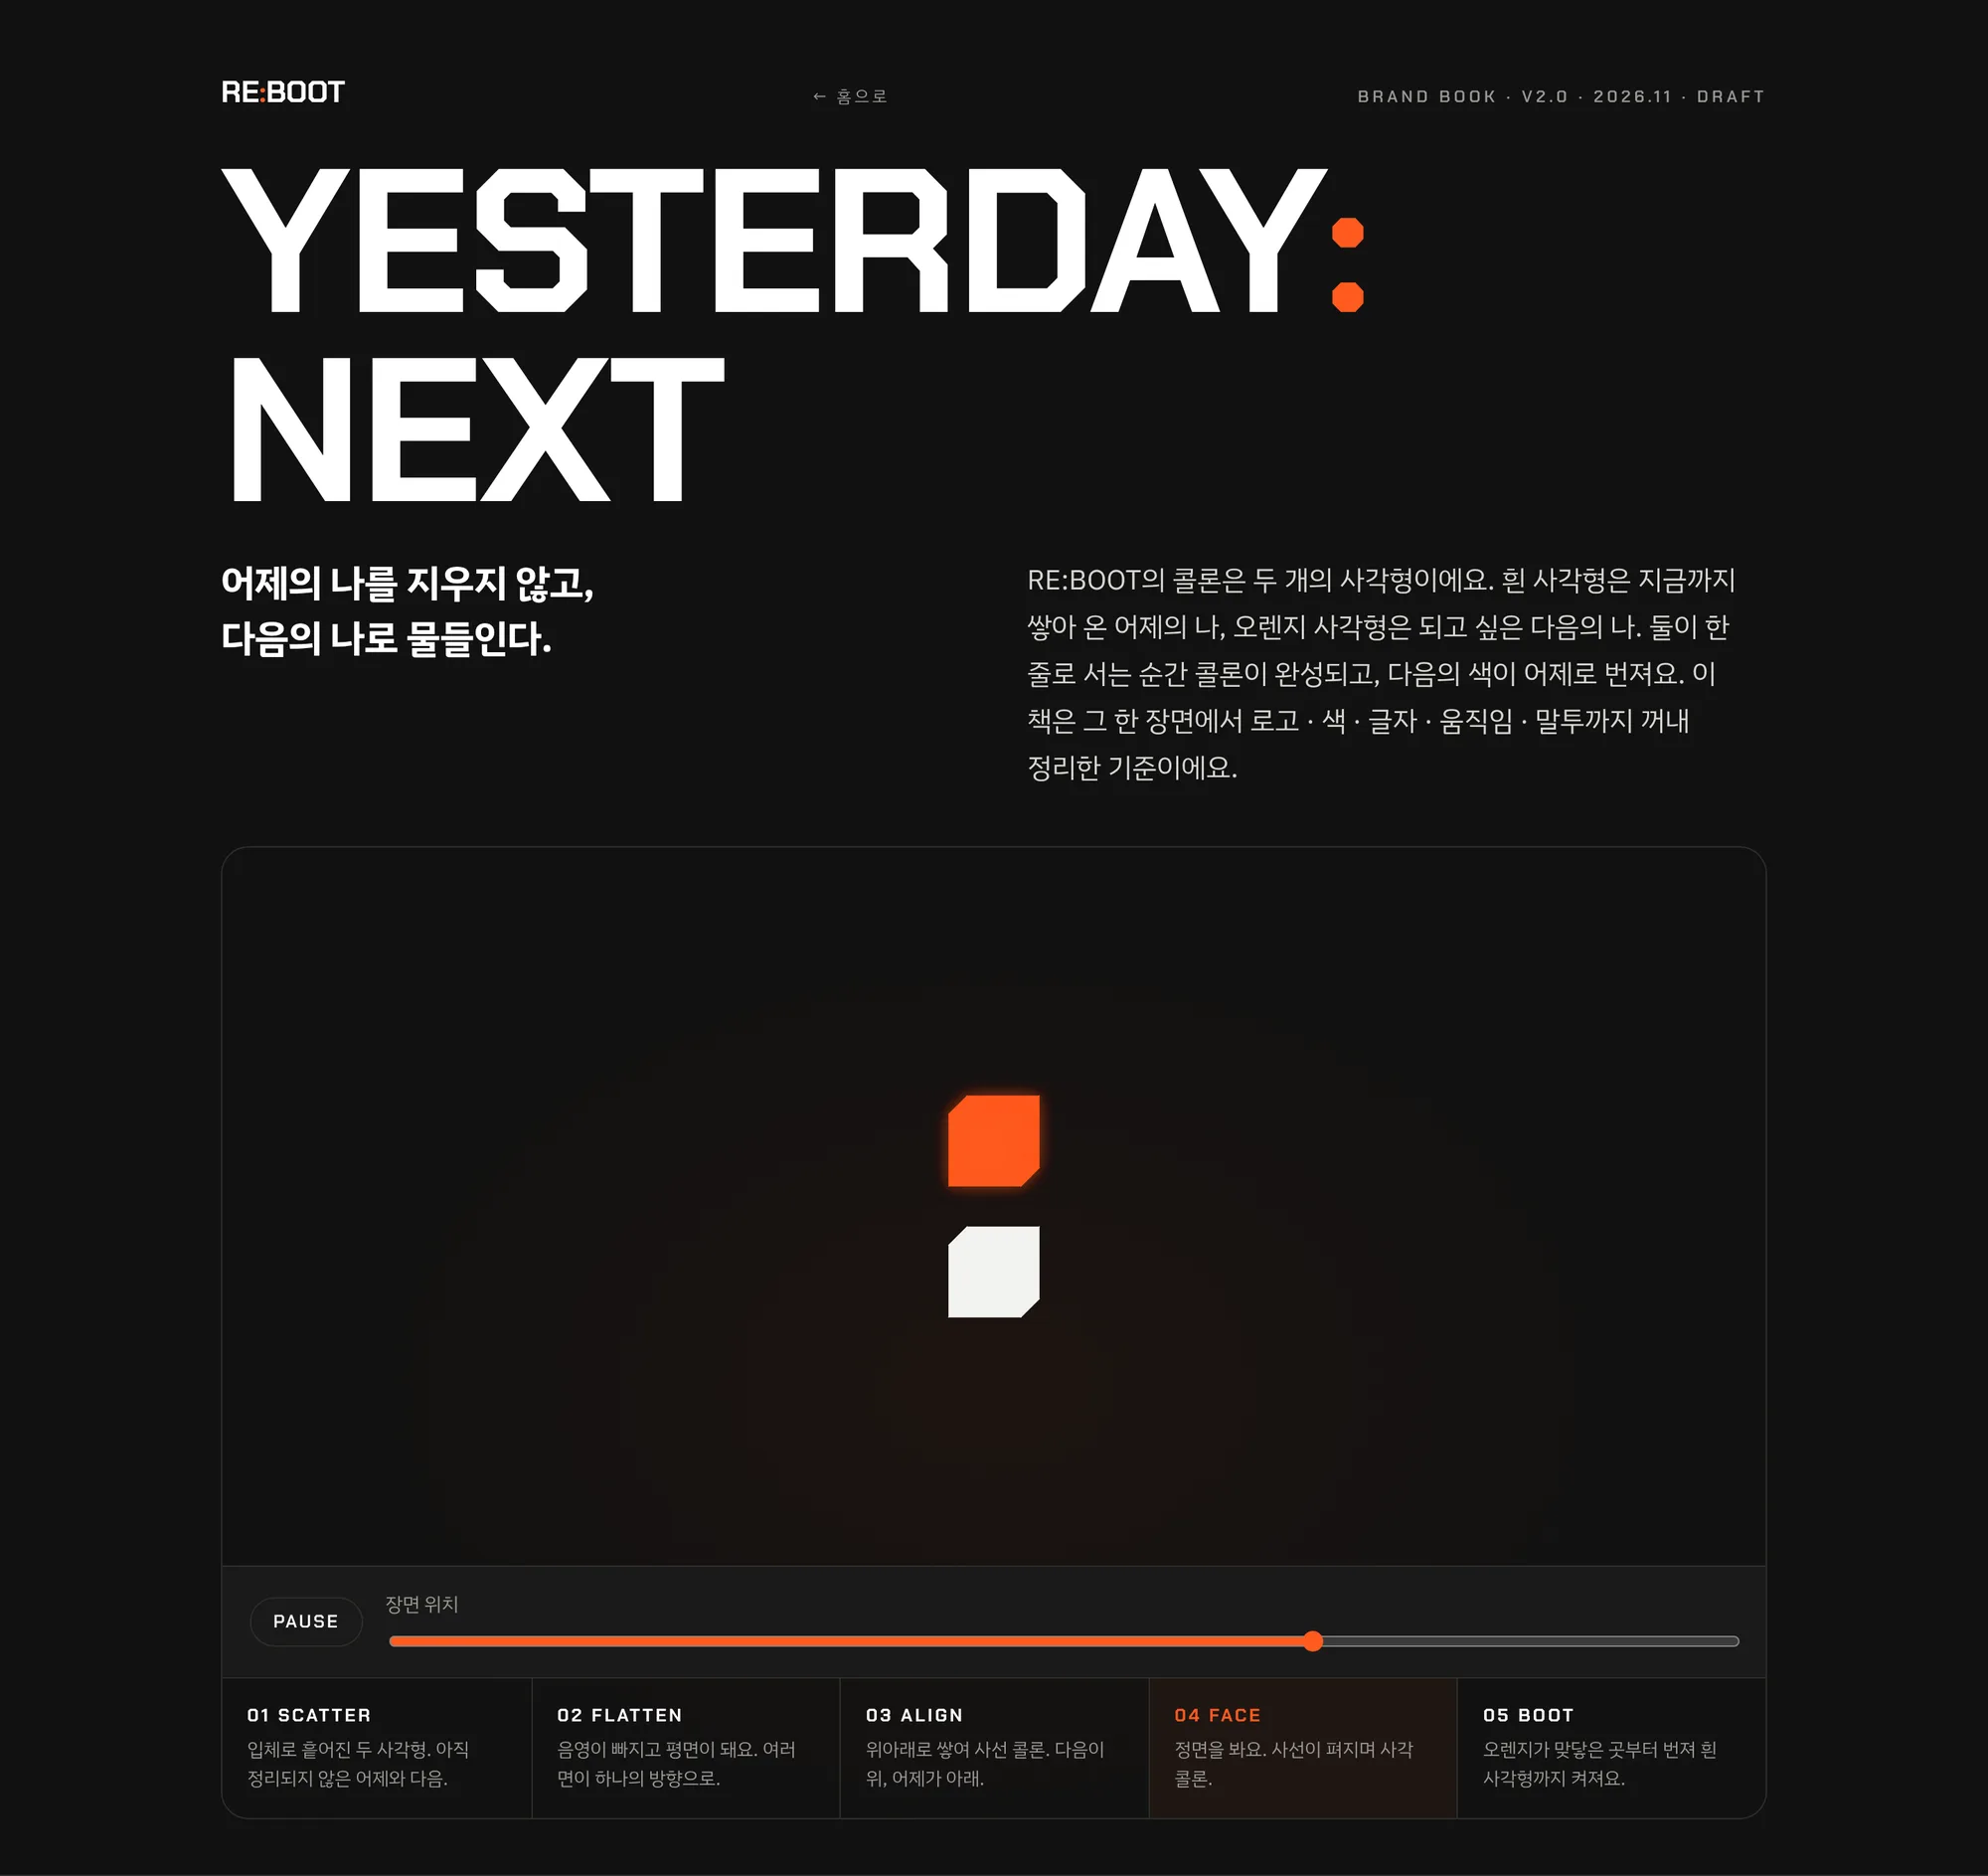 RE:BOOT
← 홈으로
BRAND BOOK · V2.0 · 2026.11 · DRAFT
YESTERDAY:
NEXT
어제의 나를 지우지 않고,
다음의 나로 물들인다.
RE:BOOT의 콜론은 두 개의 사각형이에요. 흰 사각형은 지금까지
쌓아 온 어제의 나, 오렌지 사각형은 되고 싶은 다음의 나. 둘이 한
줄로 서는 순간 콜론이 완성되고, 다음의 색이 어제로 번져요. 이
책은 그 한 장면에서 로고 · 색 · 글자 · 움직임 · 말투까지 꺼내
정리한 기준이에요.
PAUSE
장면 위치
01 SCATTER
입체로 흩어진 두 사각형. 아직
정리되지 않은 어제와 다음.
02 FLATTEN
음영이 빠지고 평면이 돼요. 여러
면이 하나의 방향으로.
03 ALIGN
위아래로 쌓여 사선 콜론. 다음이
위, 어제가 아래.
04 FACE
정면을 봐요. 사선이 펴지며 사각
콜론.
05 BOOT
오렌지가 맞닿은 곳부터 번져 흰
사각형까지 켜져요.